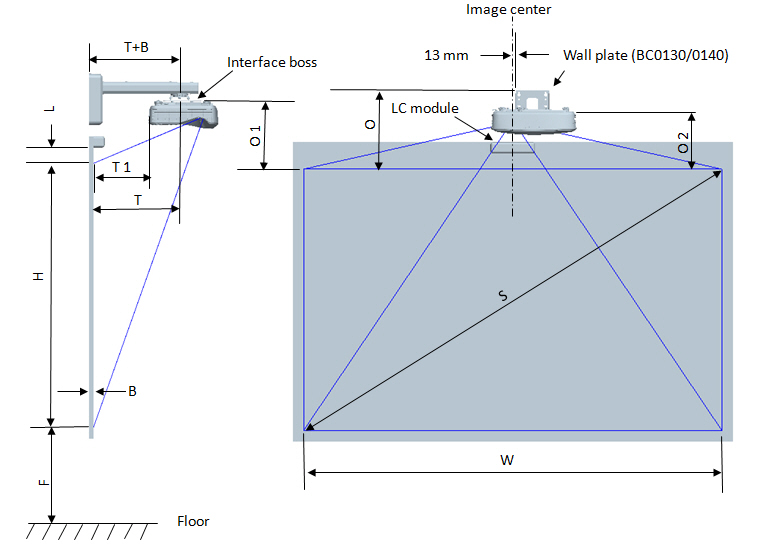 Image center
T+B
13 mm
Wall plate (BC0130/0140)
Interface boss
LC module
L
O 1
O
O 2
T 1
T
H
S
B
W
F
Floor